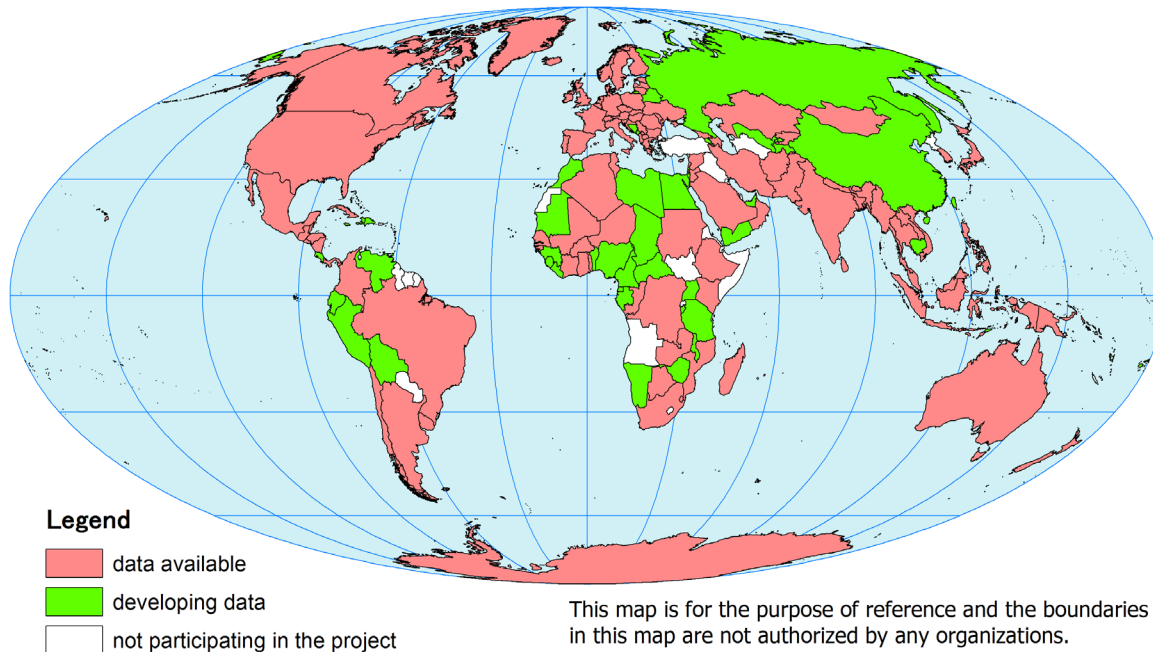 Legend
data available
developing data
not participating in the project
This map is for the purpose of reference and the boundaries
in this map are not authorized by any organizations.